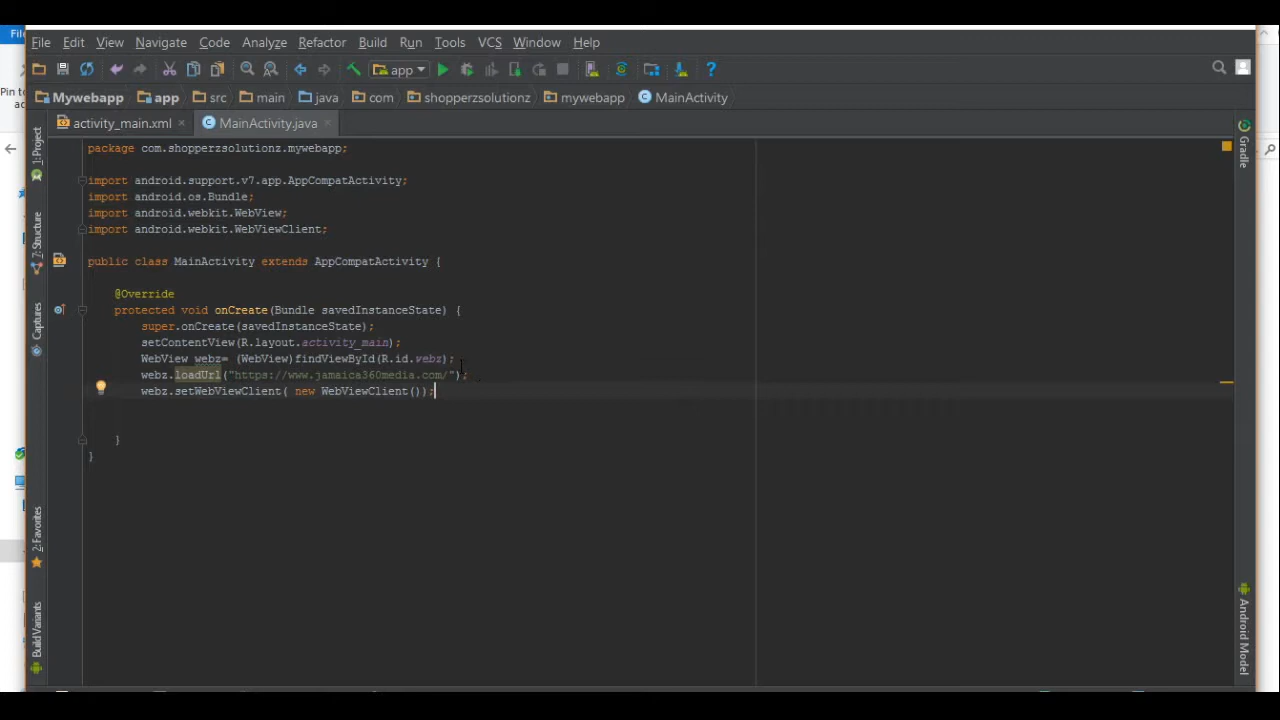 File
File Edit View Navigate Code Analyze Refactor Build Run Tools VCS Window Help
Pin to
app
Mywebapp app src main java com shopperzsolutionz mywebapp MainActivity
activity_main.xml MainActivity.java
1: Project
7: Structure
Captures
2: Favorites
Build Variants
package com.shopperzsolutionz.mywebapp;
import android.support.v7.app.AppCompatActivity;
import android.os.Bundle;
import android.webkit.WebView;
import android.webkit.WebViewClient;
public class MainActivity extends AppCompatActivity {
@Override
protected void onCreate(Bundle savedInstanceState) {
super.onCreate(savedInstanceState);
setContentView(R.layout.activity_main);
WebView webz= (WebView)findViewById(R.id.webz);
webz.loadUrl("https://www.jamaica360media.com/");
webz.setWebViewClient( new WebViewClient());
}
}
Gradle
Android Model